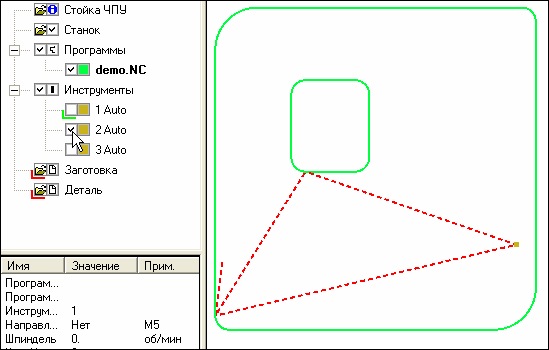 Стойка ЧПУ
Станок
Программы
demo.NC
Инструменты
1 Auto
2 Auto
3 Auto
Заготовка
Деталь
Имя Значение Прим.
Програм...
Програм...
Инструм... 1
Направл... Нет М5
Шпиндель 0. об/мин